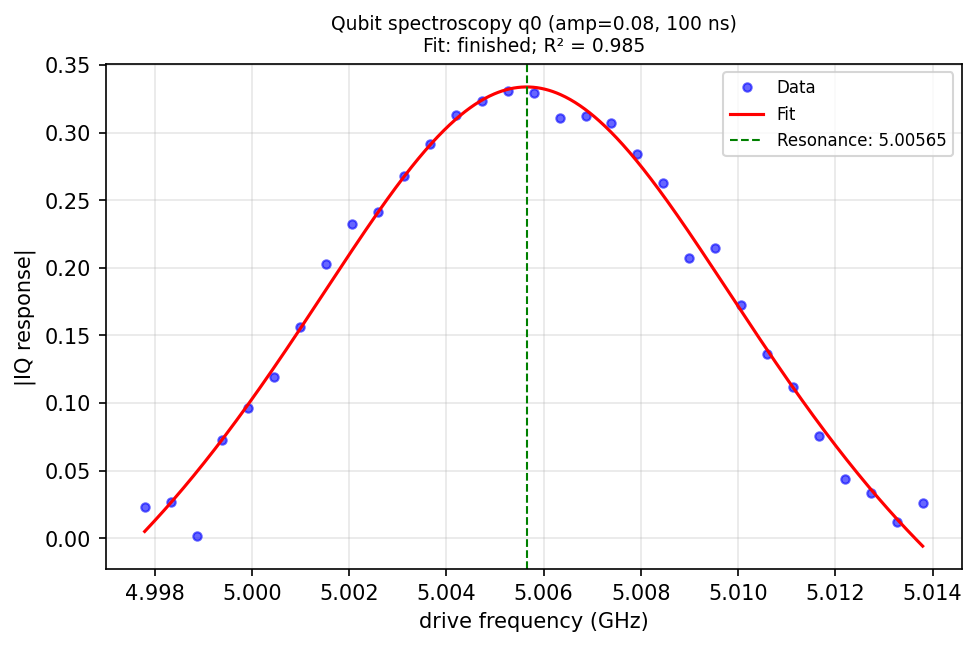 Qubit spectroscopy q0 (amp=0.08, 100 ns)
Fit: finished; R² = 0.985
0.35
0.30
0.25
0.20
0.15
0.10
0.05
0.00
|IQ response|
Data
Fit
Resonance: 5.00565
4.998 5.000 5.002 5.004 5.006 5.008 5.010 5.012 5.014
drive frequency (GHz)